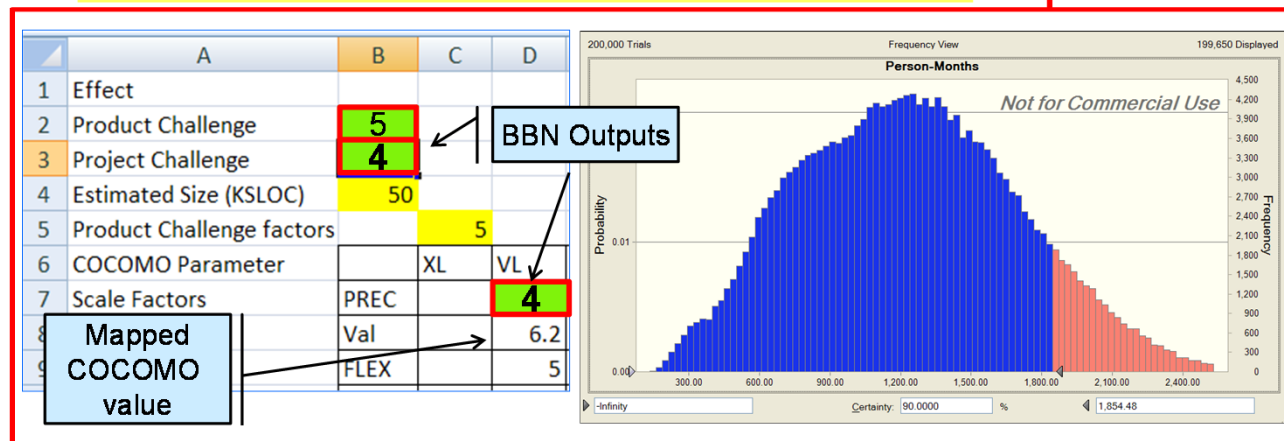 A B C D
1 Effect
2 Product Challenge 5
3 Project Challenge 4
4 Estimated Size (KSLOC) 50
5 Product Challenge factors 5
6 COCOMO Parameter XL VL
7 Scale Factors PREC 4
8 Val 6.2
9 FLEX 5
BBN Outputs
Mapped
COCOMO
value
200,000 Trials Frequency View 199,650 Displayed
Person-Months
Not for Commercial Use
Probability
0.01
0.00
4,500
4,200
3,900
3,600
3,300
3,000
2,700
2,400
2,100
1,800
1,500
1,200
900
600
300
0
Frequency
300.00 600.00 900.00 1,200.00 1,500.00 1,800.00 2,100.00 2,400.00
-Infinity Certainty: 90.0000 % 1,854.48